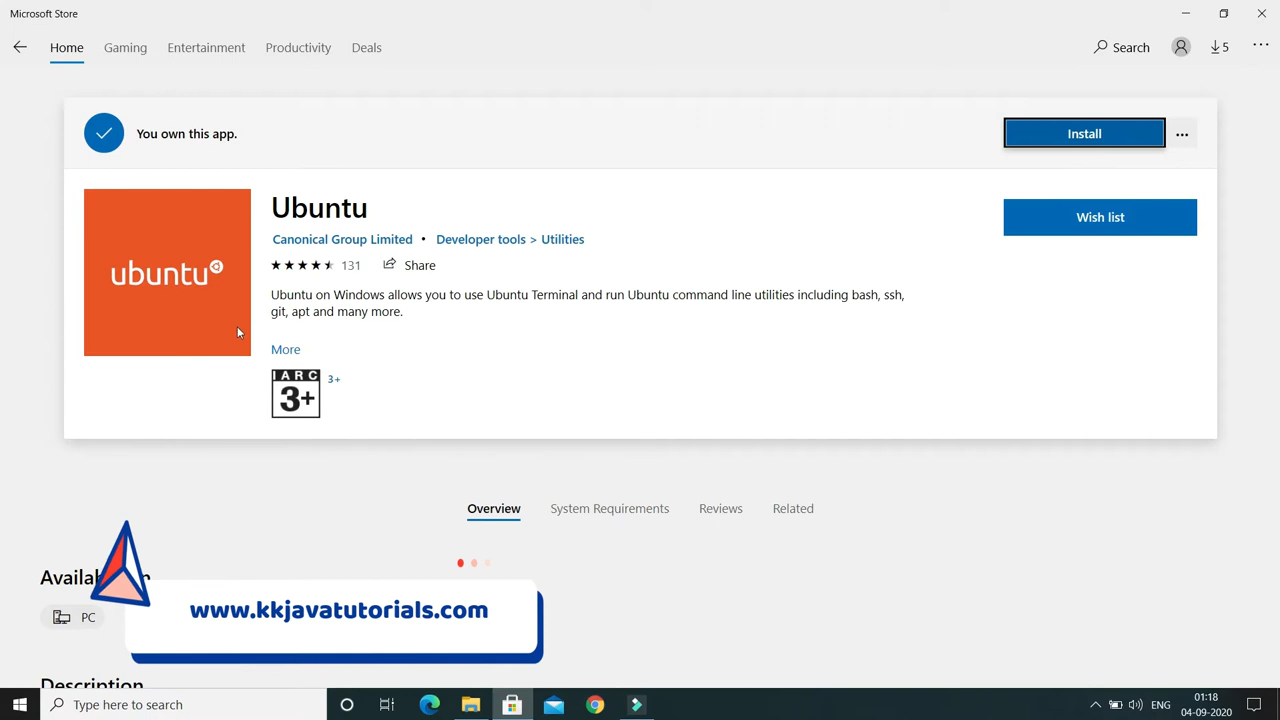 Microsoft Store
Home Gaming Entertainment Productivity Deals Search 5
You own this app. Install
ubuntu
Ubuntu
Canonical Group Limited • Developer tools > Utilities
131 Share
Wish list
Ubuntu on Windows allows you to use Ubuntu Terminal and run Ubuntu command line utilities including bash, ssh,
git, apt and many more.
More
IARC
3+
3+
Overview System Requirements Reviews Related
PC
www.kkjavatutorials.com
Description
Type here to search
ENG
01:18
04-09-2020